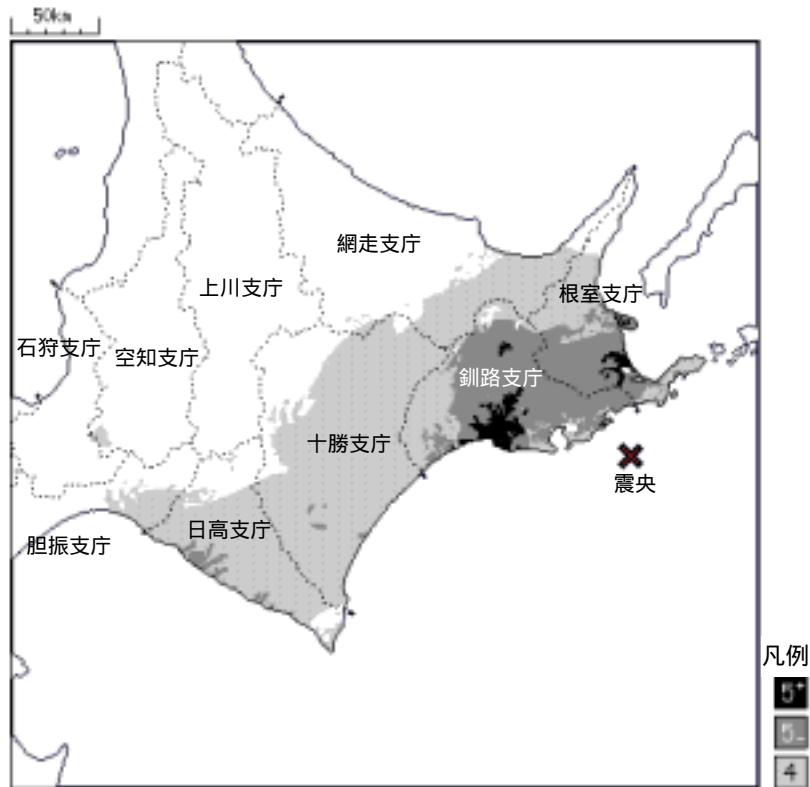 50km
網走支庁
上川支庁
根室支庁
石狩支庁
空知支庁
釧路支庁
十勝支庁
震央
日高支庁
胆振支庁
凡例
5+
5-
4